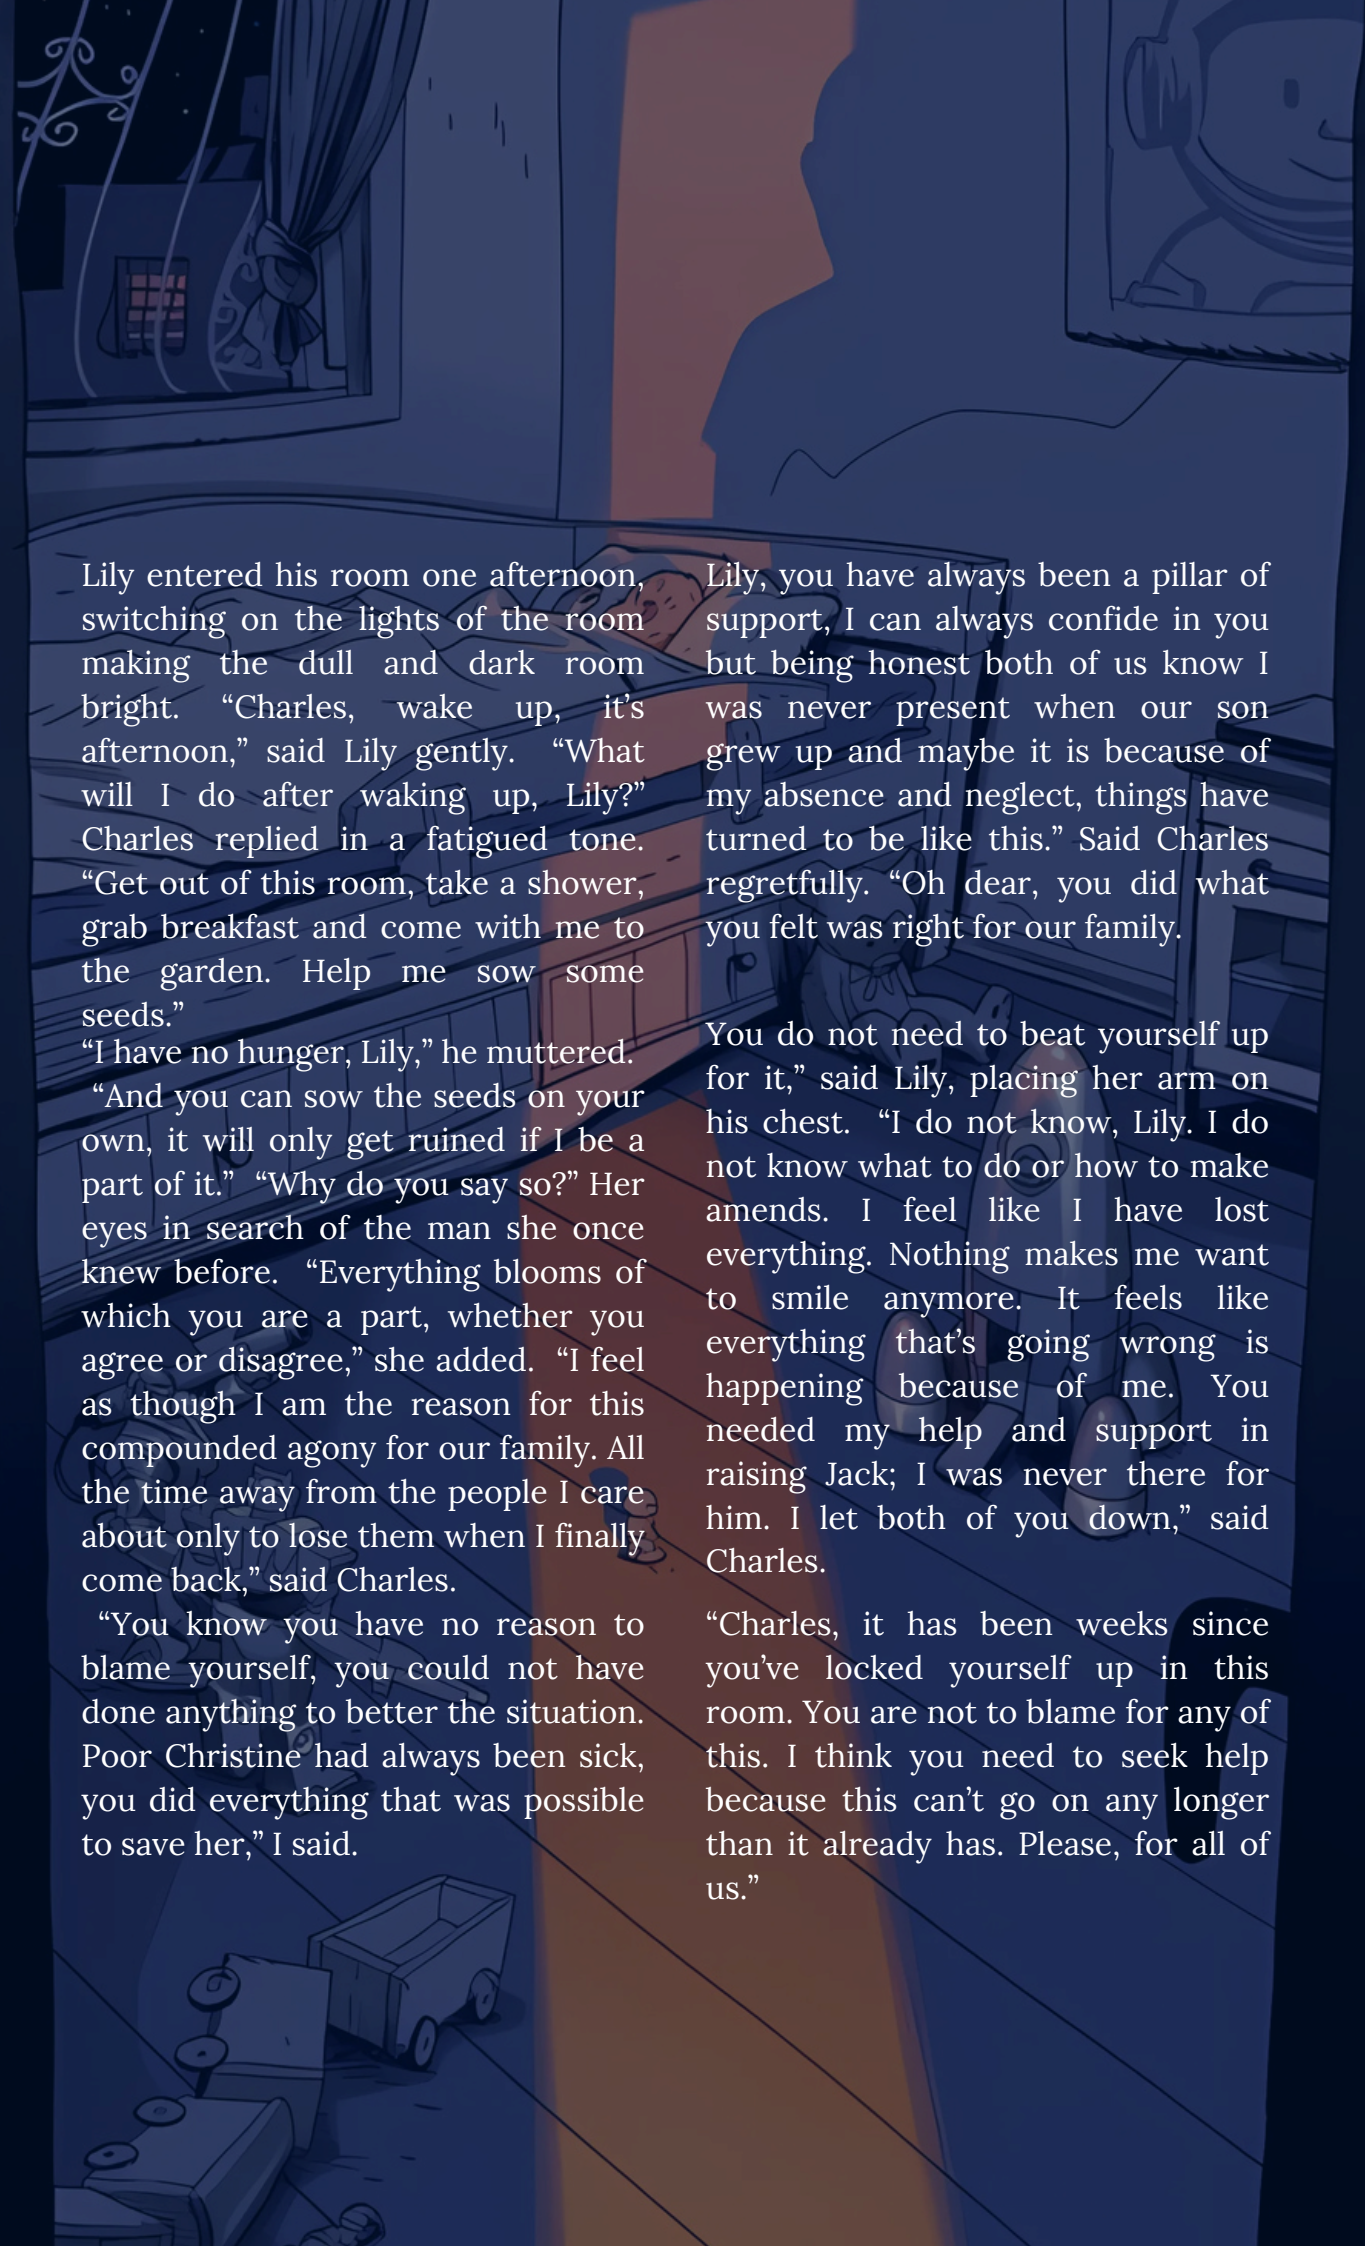 Lily entered his room one afternoon,
switching on the lights of the room
making the dull and dark room
bright. “Charles, wake up, it’s
afternoon,” said Lily gently. “What
will I do after waking up, Lily?”
Charles replied in a fatigued tone.
“Get out of this room, take a shower,
grab breakfast and come with me to
the garden. Help me sow some
seeds.”
“I have no hunger, Lily,” he muttered.
“And you can sow the seeds on your
own, it will only get ruined if I be a
part of it.” “Why do you say so?” Her
eyes in search of the man she once
knew before. “Everything blooms of
which you are a part, whether you
agree or disagree,” she added. “I feel
as though I am the reason for this
compounded agony for our family. All
the time away from the people I care
about only to lose them when I finally
come back,” said Charles.
“You know you have no reason to
blame yourself, you could not have
done anything to better the situation.
Poor Christine had always been sick,
you did everything that was possible
to save her,” I said.
Lily, you have always been a pillar of
support, I can always confide in you
but being honest both of us know I
was never present when our son
grew up and maybe it is because of
my absence and neglect, things have
turned to be like this.” Said Charles
regretfully. “Oh dear, you did what
you felt was right for our family.
You do not need to beat yourself up
for it,” said Lily, placing her arm on
his chest. “I do not know, Lily. I do
not know what to do or how to make
amends. I feel like I have lost
everything. Nothing makes me want
to smile anymore. It feels like
everything that’s going wrong is
happening because of me. You
needed my help and support in
raising Jack; I was never there for
him. I let both of you down,” said
Charles.
“Charles, it has been weeks since
you’ve locked yourself up in this
room. You are not to blame for any of
this. I think you need to seek help
because this can’t go on any longer
than it already has. Please, for all of
us.”